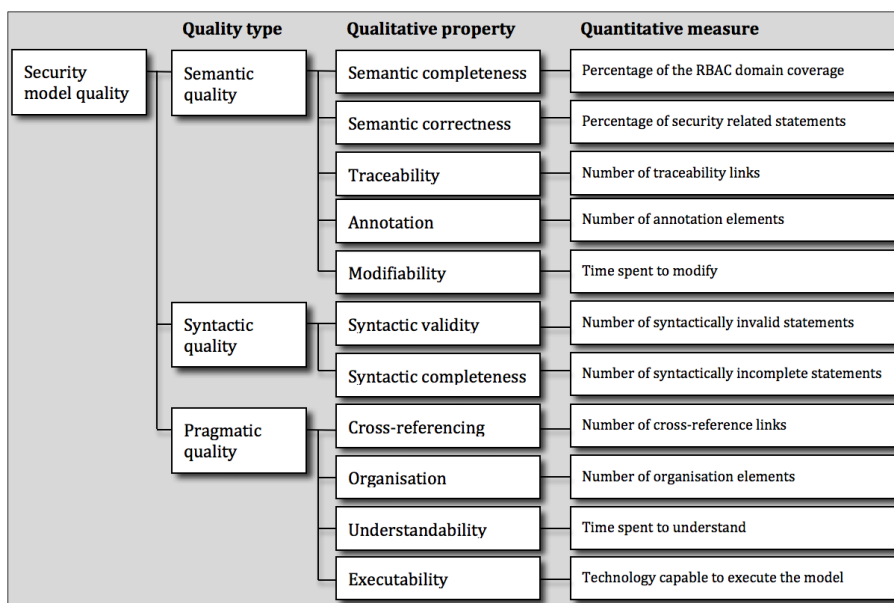 Quality type Qualitative property Quantitative measure
Security
model quality
Semantic
quality
Semantic completeness
Percentage of the RBAC domain coverage
Semantic correctness
Percentage of security related statements
Traceability
Number of traceability links
Annotation
Number of annotation elements
Modifiability
Time spent to modify
Syntactic
quality
Syntactic validity
Number of syntactically invalid statements
Syntactic completeness
Number of syntactically incomplete statements
Pragmatic
quality
Cross-referencing
Number of cross-reference links
Organisation
Number of organisation elements
Understandability
Time spent to understand
Executability
Technology capable to execute the model